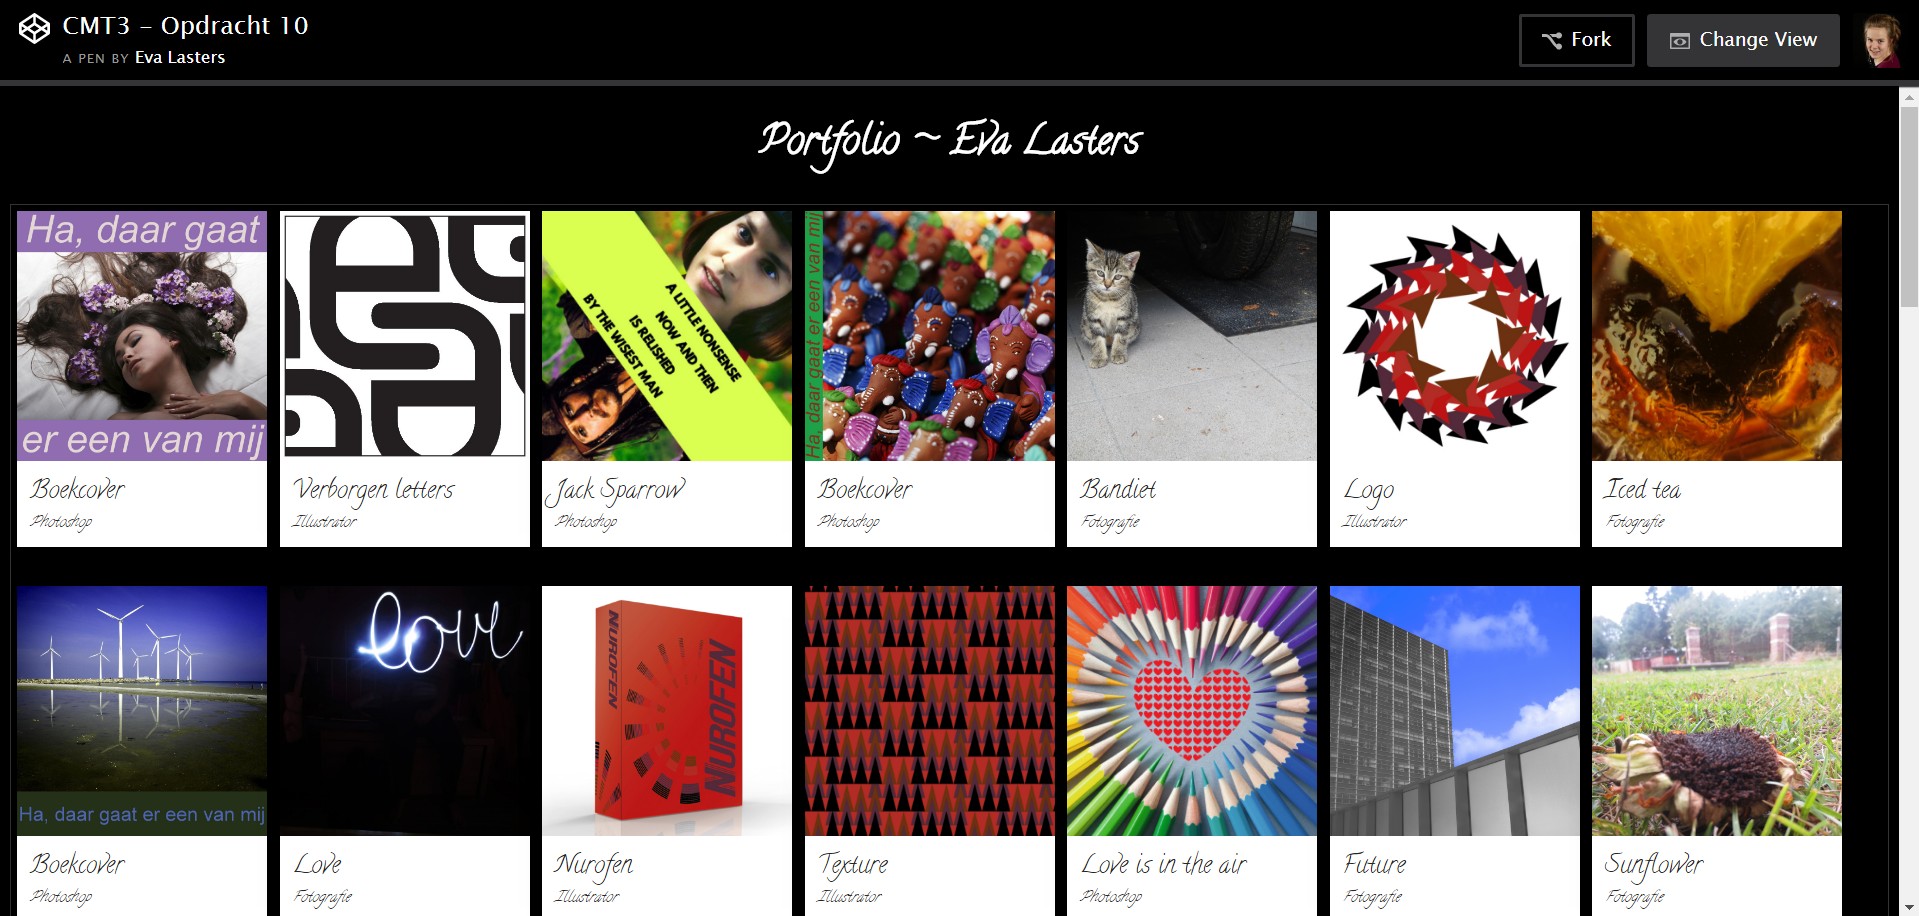 CMT3 - Opdracht 10
A PEN BY Eva Lasters
Fork
Change View
Portfolio ~ Eva Lasters
Ha, daar gaat
er een van mij
Boekcover
Photoshop
Verborgen letters
Illustrator
A LITTLE NONSENSE
NOW AND THEN
IS RELISHED
BY THE WISEST MAN
Jack Sparrow
Photoshop
Ha, daar gaat er een van mij
Boekcover
Photoshop
Bandiet
Fotografie
Logo
Illustrator
Iced tea
Fotografie
Ha, daar gaat er een van mij
Boekcover
Photoshop
love
Love
Fotografie
NUROFEN
NUROFEN
Nurofen
Illustrator
Texture
Illustrator
Love is in the air
Photoshop
Future
Fotografie
Sunflower
Fotografie